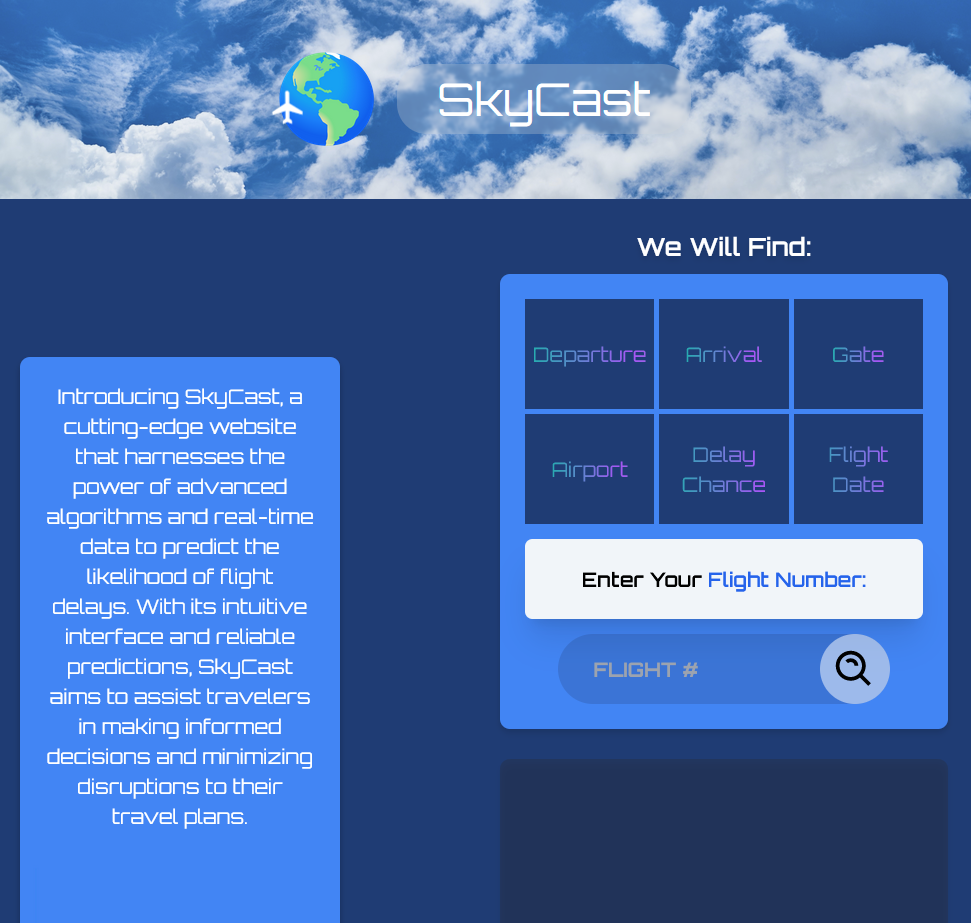 SkyCast
Introducing SkyCast, a
cutting-edge website
that harnesses the
power of advanced
algorithms and real-time
data to predict the
likelihood of flight
delays. With its intuitive
interface and reliable
predictions, SkyCast
aims to assist travelers
in making informed
decisions and minimizing
disruptions to their
travel plans.
We Will Find:
Departure
Arrival
Gate
Airport
Delay
Chance
Flight
Date
Enter Your Flight Number:
FLIGHT #